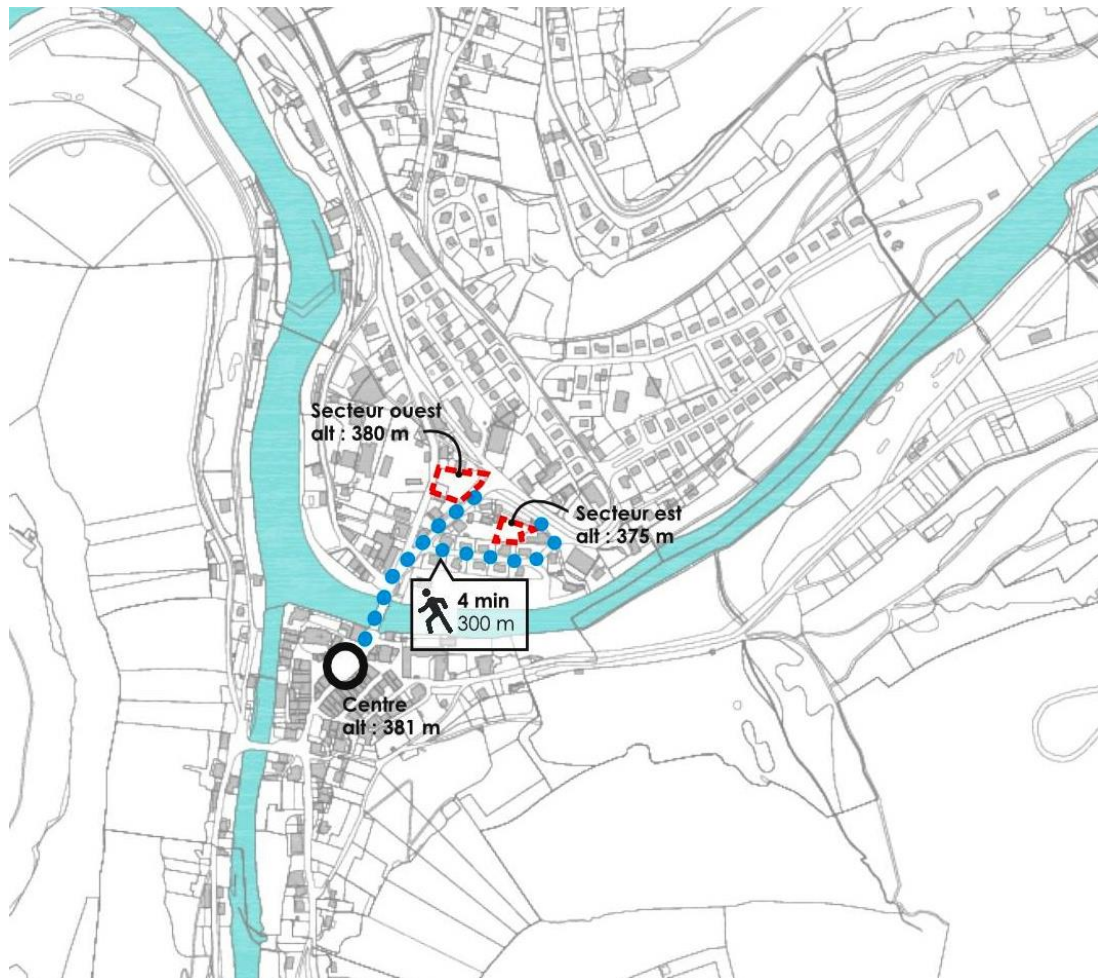 Secteur ouest
alt : 380 m
Secteur est
alt : 375 m
4 min
300 m
Centre
alt : 381 m